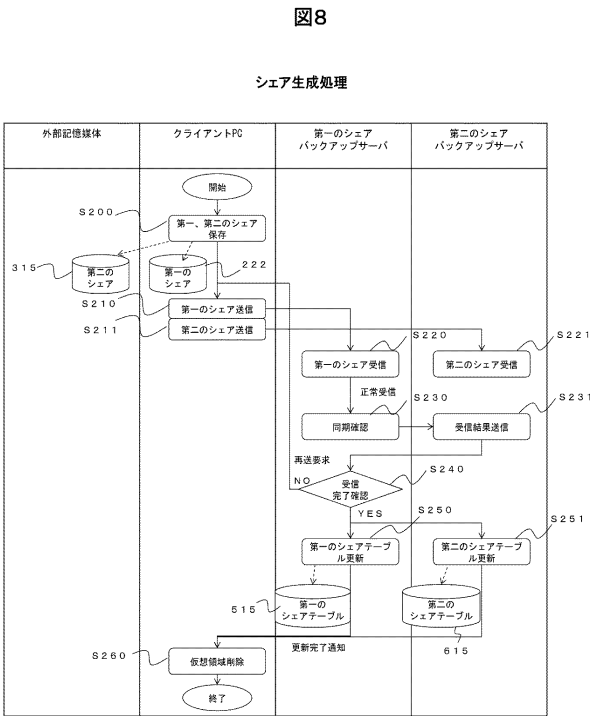 図8
シェア生成処理
外部記憶媒体
クライアントPC
第一のシェア
バックアップサーバ
第二のシェア
バックアップサーバ
開始
S200
第一、第二のシェア
保存
315
第二の
シェア
第一の
シェア
222
S210
第一のシェア送信
S211
第二のシェア送信
S220
S221
第一のシェア受信
第二のシェア受信
正常受信
S230
S231
同期確認
受信結果送信
再送要求
NO
受信
完了確認
S240
YES
S250
S251
第一のシェアテーブ
ル更新
第二のシェアテーブ
ル更新
515
第一の
シェアテーブル
第二の
シェアテーブル
615
更新完了通知
S260
仮想領域削除
終了